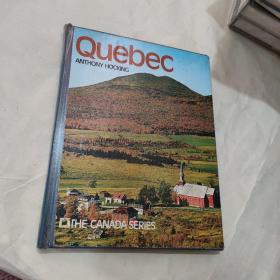 Quebec
ANTHONY HOCKING
THE CANADA SERIES